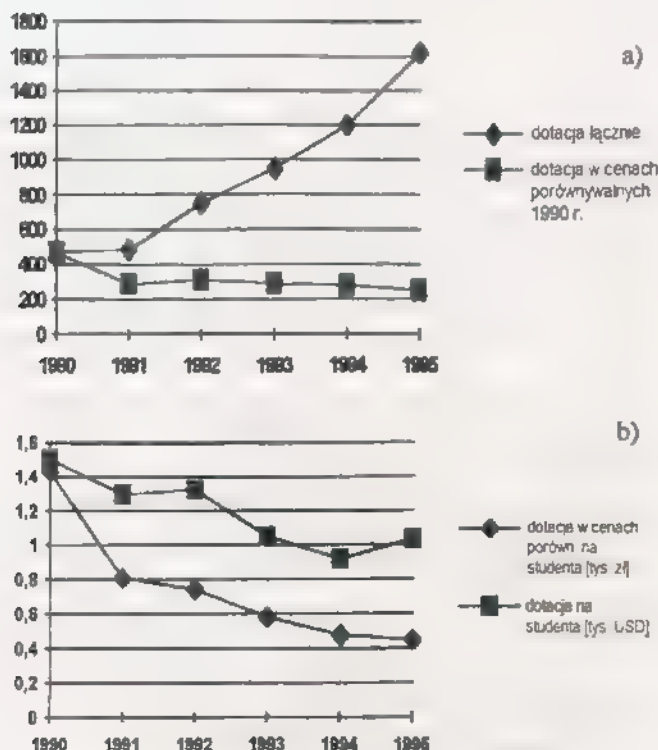 1800
1600
1400
1200
1000
800
600
400
200
0
1990 1991 1992 1993 1994 1995
a)
dotacja łącznie
dotacja w cenach
porównywalnych
1990 r.
1,6
1,4
1,2
1
0,8
0,6
0,4
0,2
0
1990 1991 1992 1993 1994 1995
b)
dotacja w cenach
porówn. na
studenta [tys. zł]
dotacja na
studenta [tys. USD]